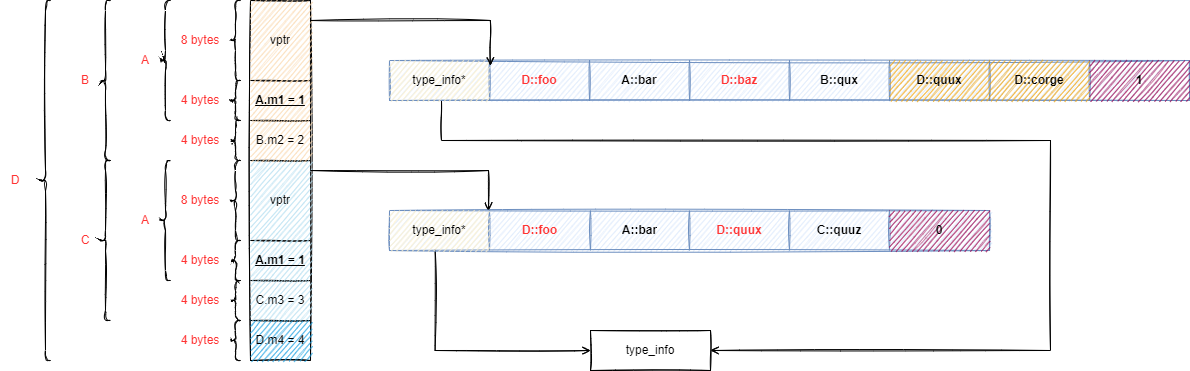 8 bytes
vptr
A
B
type_info*
D::foo
A::bar
D::baz
B::qux
D::quux
D::corge
1
4 bytes
A.m1 = 1
4 bytes
B.m2 = 2
D
8 bytes
vptr
A
C
type_info*
D::foo
A::bar
D::quux
C::quuz
0
4 bytes
A.m1 = 1
4 bytes
C.m3 = 3
4 bytes
D.m4 = 4
type_info